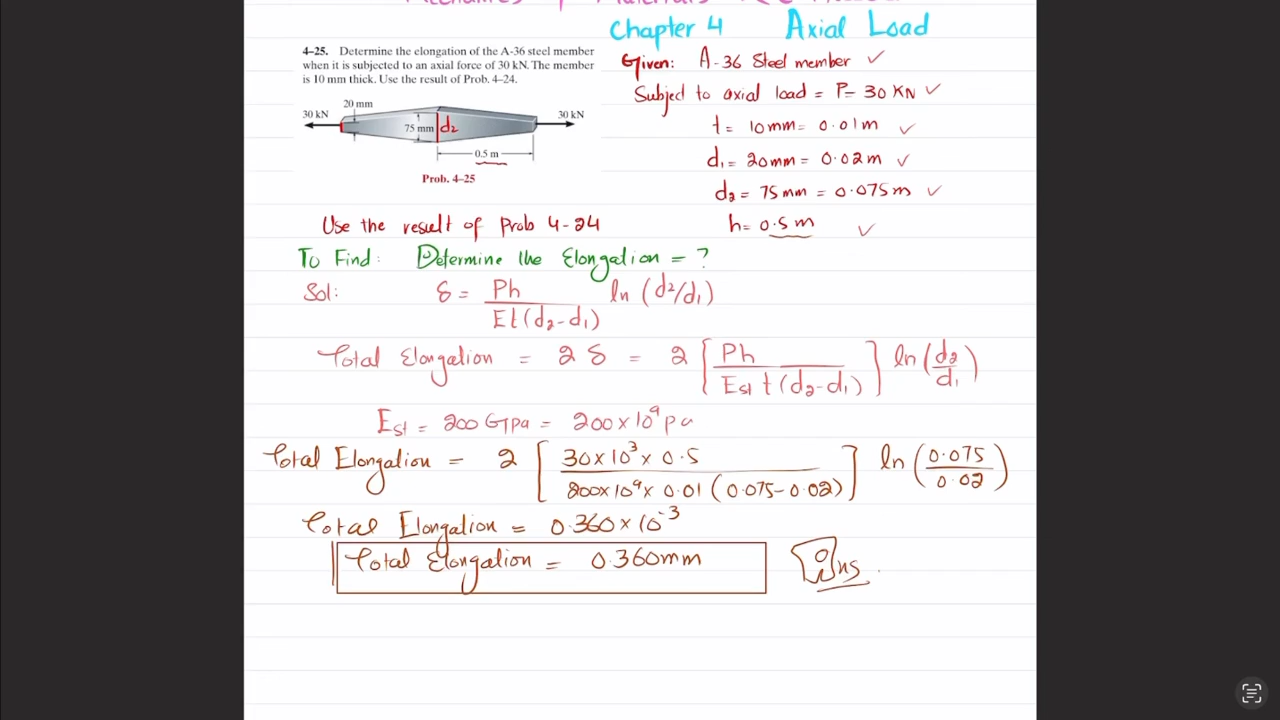 Chapter 4 Axial Load
4-25. Determine the elongation of the A-36 steel member
when it is subjected to an axial force of 30 kN. The member
is 10 mm thick. Use the result of Prob. 4-24.
20 mm
30 kN
30 kN
75 mm
d2
0.5 m
Prob. 4-25
Given: A-36 Steel member ✓
Subject to axial load = P = 30 KN ✓
t = 10mm = 0.01m ✓
d1 = 20mm = 0.02m ✓
d2 = 75mm = 0.075m ✓
h = 0.5 m ✓
Use the result of Prob 4-24
To Find: Determine the Elongation = ?
Sol: δ = Ph / Et(d2-d1) ln (d2/d1)
Total Elongation = 2 δ = 2 [Ph / Est t (d2-d1)] ln (d2/d1)
Est = 200 GPa = 200×10⁹ pa
Total Elongation = 2 [30×10³ × 0.5 / 200×10⁹ × 0.01 (0.075-0.02)] ln (0.075/0.02)
Total Elongation = 0.360×10⁻³
Total Elongation = 0.360mm Ans